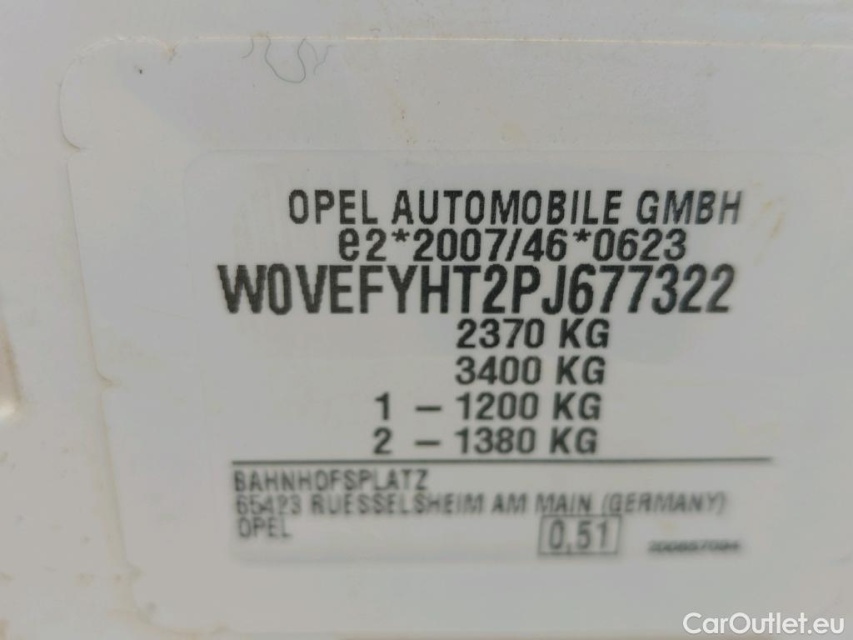 OPEL AUTOMOBILE GMBH
e2*2007/46*0623
W0VEFYHT2PJ677322
2370 KG
3400 KG
1 – 1200 KG
2 – 1380 KG
BAHNHOFSPLATZ
65423 RUESSELSHEIM AM MAIN (GERMANY)
OPEL
0,51
CarOutlet.eu